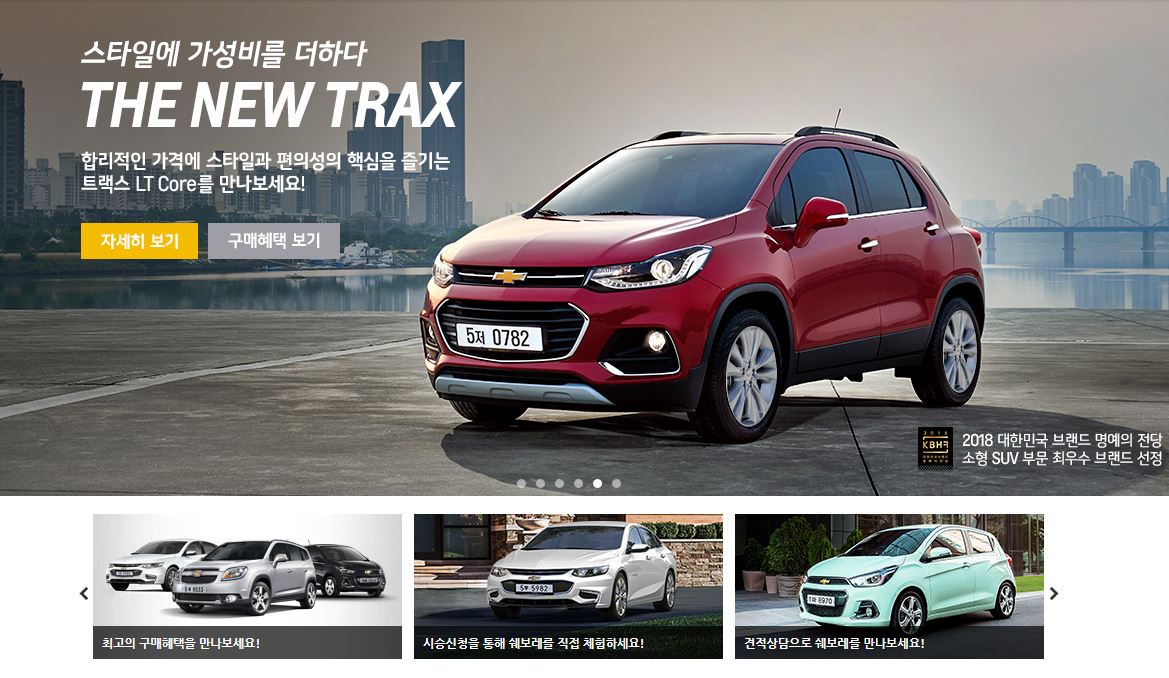 스타일에 가성비를 더하다
THE NEW TRAX
합리적인 가격에 스타일과 편의성의 핵심을 즐기는
트랙스 LT Core를 만나보세요!
자세히 보기
구매혜택 보기
5저 0782
2018
KBHF
2018 대한민국 브랜드 명예의 전당
소형 SUV 부문 최우수 브랜드 선정
최고의 구매혜택을 만나보세요!
시승신청을 통해 쉐보레를 직접 체험하세요!
견적상담으로 쉐보레를 만나보세요!